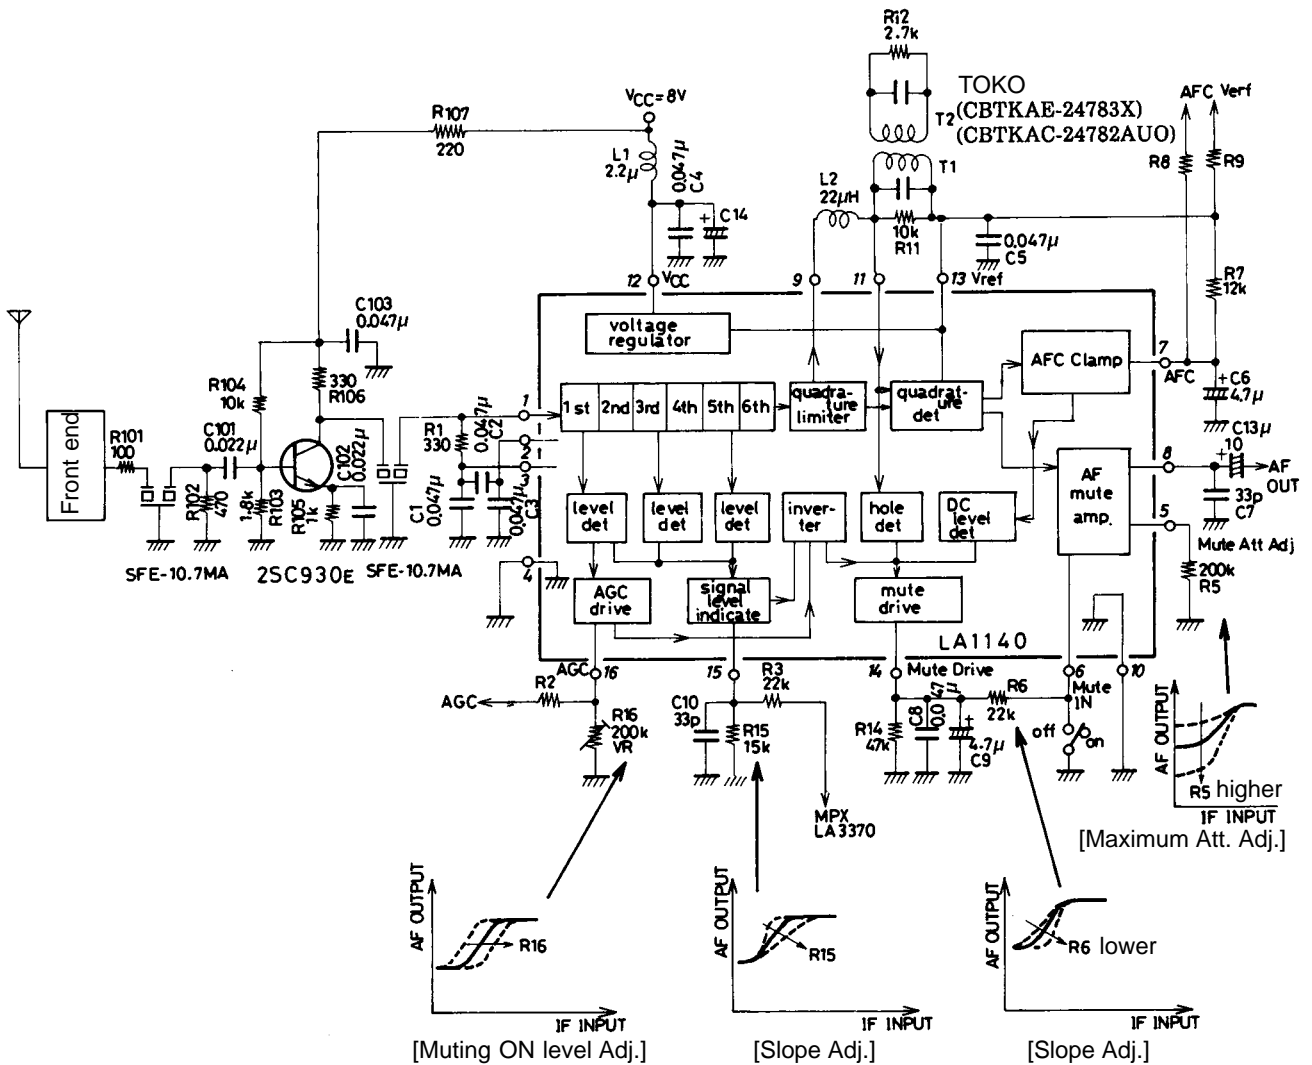 Ri2
2.7k
TOKO
(CBTKAE-24783X)
(CBTKAC-24782AUO)
T2
T1
AFC Verf
R8
R9
VCC=8V
R107
220
L1
2.2μ
0.047μ
C4
C14
L2
22μH
10k
R11
0.047μ
C5
R7
12k
12 VCC
9
11
13 Vref
C103
0.047μ
voltage
regulator
AFC Clamp
7
AFC
C6
4.7μ
330
R106
R104
10k
1st 2nd 3rd 4th 5th 6th
quadra-
ture
limiter
quadrat-
ure
det
Front end
R101
100
C101
0.022μ
C102
0.022μ
R1
330
0.047μ
C2
1
2
3
4
C13μ
10
8
AF
OUT
33p
C7
5
Mute Att Adj
200k
R5
AF
mute
amp.
R102
470
1.8k
R103
R105
1k
C1
0.047μ
0.047μ
C3
level
det
level
det
level
det
inver-
ter
hole
det
DC
level
det
SFE-10.7MA
2SC930E
SFE-10.7MA
AGC
drive
signal
level
indicate
mute
drive
LA1140
AGC 16
15
14 Mute Drive
6
10
Mute
IN
off
on
R2
AGC
R16
200k
VR
R3
22k
C10
33p
R15
15k
R14
47k
C8
0.047
μ
4.7μ
C9
R6
22k
MPX
LA3370
AF OUTPUT
R5 higher
IF INPUT
[Maximum Att. Adj.]
AF OUTPUT
R16
IF INPUT
[Muting ON level Adj.]
AF OUTPUT
R15
IF INPUT
[Slope Adj.]
AF OUTPUT
R6 lower
IF INPUT
[Slope Adj.]